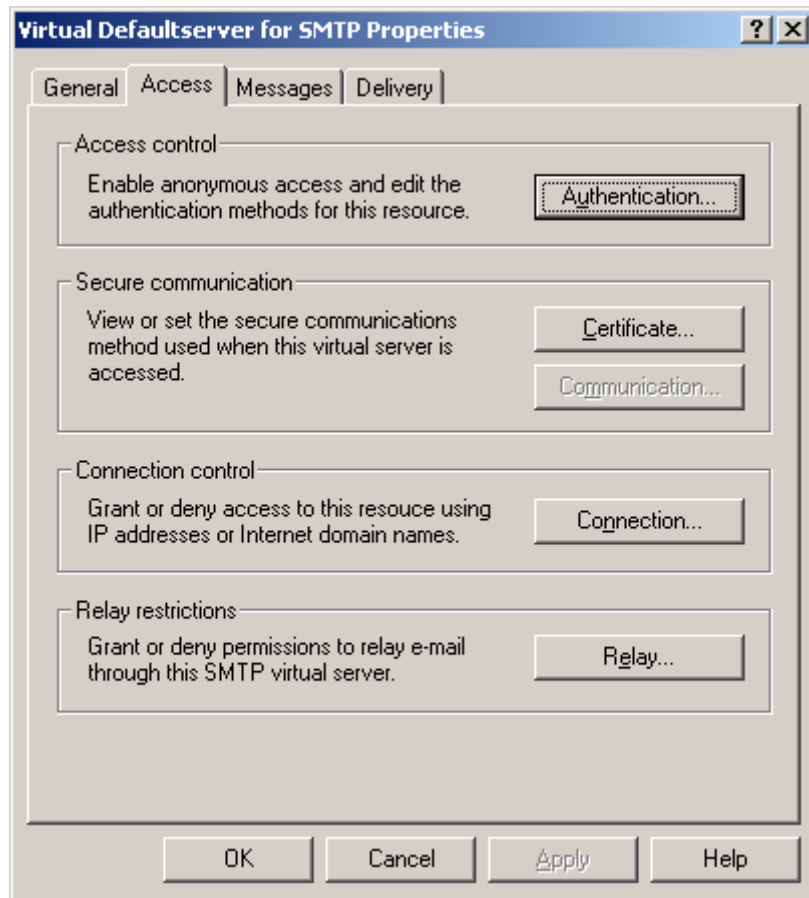 Virtual Defaultserver for SMTP Properties
General Access Messages Delivery
Access control
Enable anonymous access and edit the
authentication methods for this resource.
Authentication...
Secure communication
View or set the secure communications
method used when this virtual server is
accessed.
Certificate...
Communication...
Connection control
Grant or deny access to this resouce using
IP addresses or Internet domain names.
Connection...
Relay restrictions
Grant or deny permissions to relay e-mail
through this SMTP virtual server.
Relay...
OK Cancel Apply Help